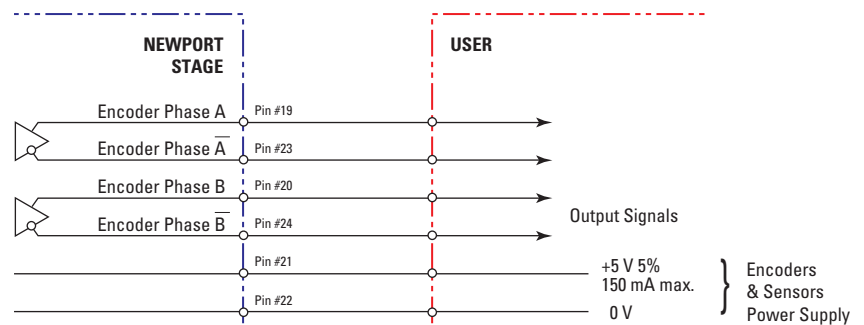 NEWPORT
STAGE
USER
Encoder Phase A Pin #19
Encoder Phase A̅ Pin #23
Encoder Phase B Pin #20
Encoder Phase B̅ Pin #24
Output Signals
Pin #21
+5 V 5%
150 mA max.
Pin #22
0 V
Encoders
& Sensors
Power Supply